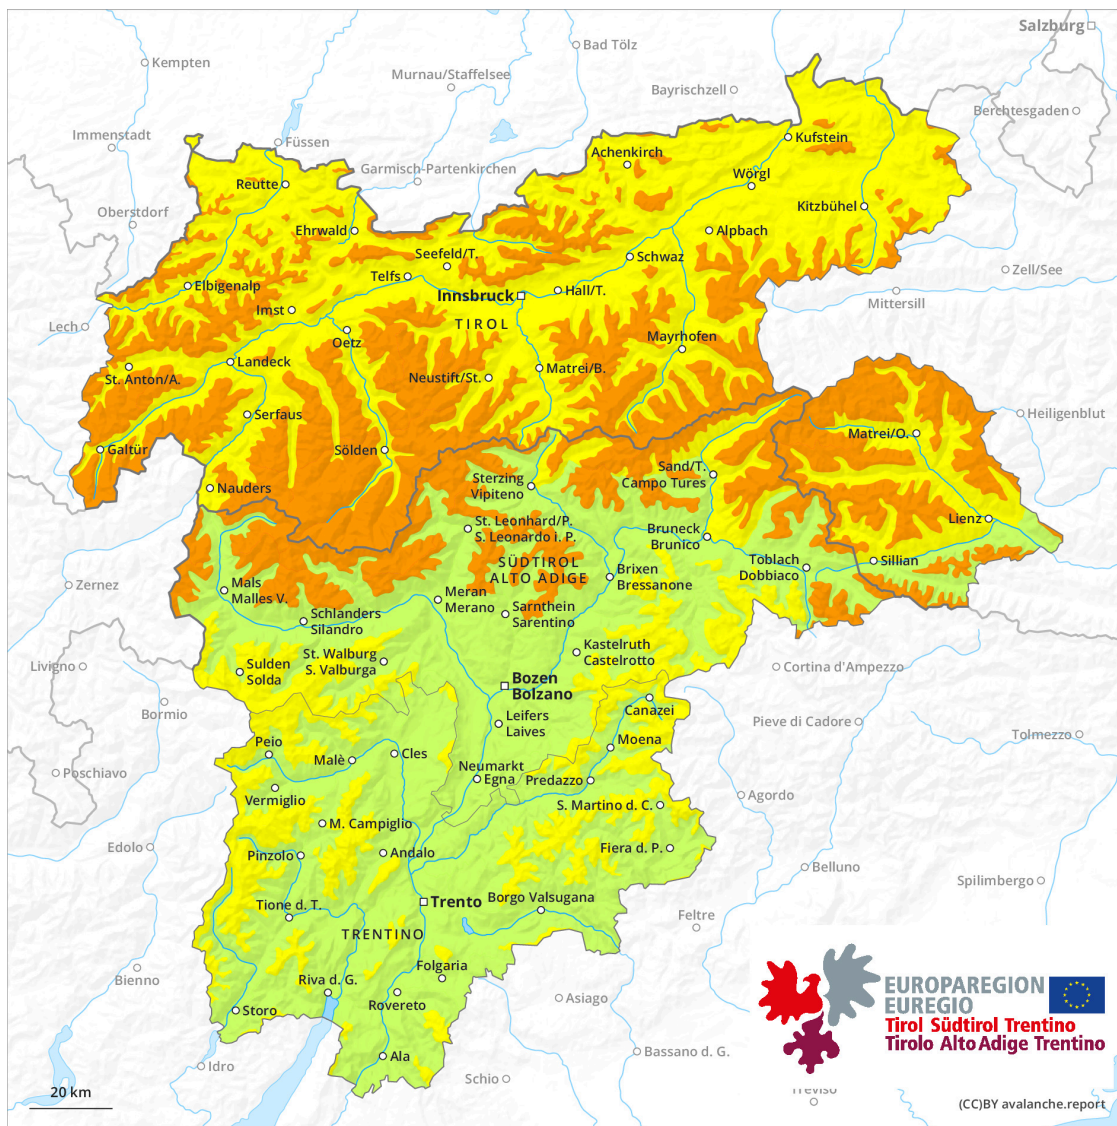 Salzburg
Bad Tölz
Kempten
Murnau/Staffelsee
Bayrischzell
Berchtesgaden
Immenstadt
Füssen
Kufstein
Achenkirch
Garmisch-Partenkirchen
Wörgl
Reutte
Kitzbühel
Oberstdorf
Ehrwald
Alpbach
Seefeld/T.
Schwaz
Zell/See
Telfs
Elbigenalp
Hall/T.
Innsbruck
Mittersill
Imst
TIROL
Lech
Oetz
Mayrhofen
Landeck
Matrei/B.
St. Anton/A.
Neustift/St.
Serfaus
Heiligenblut
Matrei/O.
Galtür
Sölden
Sand/T.
Campo Tures
Sterzing
Vipiteno
Nauders
Lienz
St. Leonhard/P.
S. Leonardo i. P.
Bruneck
Brunico
SÜDTIROL
ALTO ADIGE
Toblach
Dobbiaco
Sillian
Brixen
Bressanone
Zernez
Mals
Malles V.
Meran
Merano
Sarnthein
Sarentino
Schlanders
Silandro
Kastelruth
Castelrotto
St. Walburg
S. Valburga
Livigno
Sulden
Solda
Cortina d'Ampezzo
Bozen
Bolzano
Bormio
Canazei
Leifers
Laives
Pieve di Cadore
Tolmezzo
Moena
Peio
Cles
Malè
Neumarkt
Egna
Predazzo
Poschiavo
Vermiglio
S. Martino d. C.
Agordo
M. Campiglio
Edolo
Fiera d. P.
Pinzolo
Andalo
Belluno
Spilimbergo
Borgo Valsugana
Trento
Tione d. T.
Feltre
TRENTINO
Folgaria
Bienno
Riva d. G.
EUROPAREGION
EUREGIO
Tirol Südtirol Trentino
Tirolo Alto Adige Trentino
Asiago
Rovereto
Storo
Ala
Bassano d. G.
Idro
Schio
Treviso
20 km
(CC)BY avalanche.report